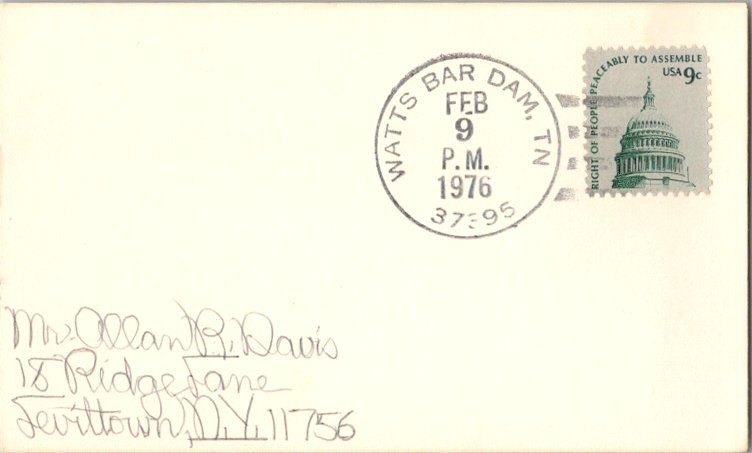 WATTS BAR DAM, TN
FEB
9
P.M.
1976
37395
RIGHT OF PEOPLE PEACEABLY TO ASSEMBLE
USA 9c
Mr. Allan R. Davis
18 Ridge Lane
Levittown, N.Y. 11756